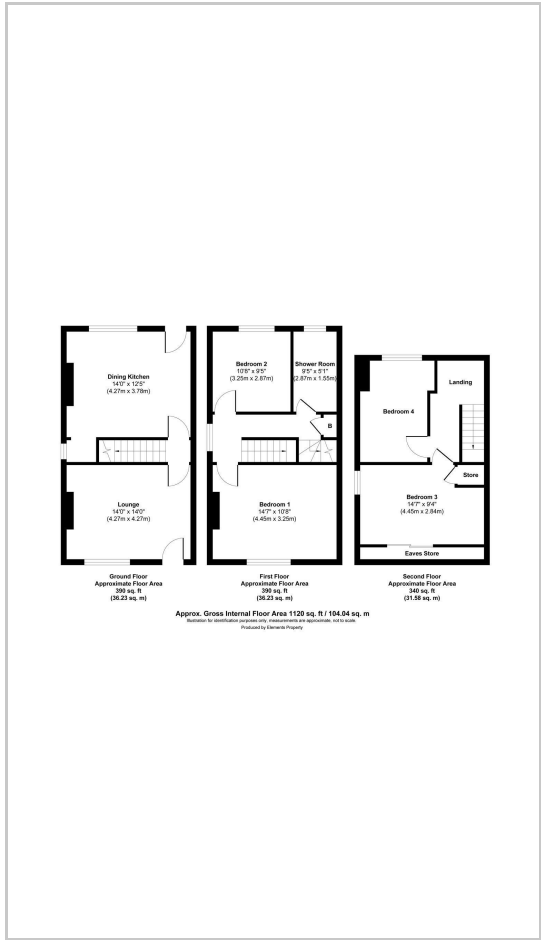 Dining Kitchen
14'0" x 12'5"
(4.27m x 3.78m)
Lounge
14'0" x 14'0"
(4.27m x 4.27m)
Ground Floor
Approximate Floor Area
390 sq. ft
(36.23 sq. m)
Bedroom 2
10'8" x 9'5"
(3.25m x 2.87m)
Shower Room
9'5" x 5'1"
(2.87m x 1.55m)
B
Bedroom 1
14'7" x 10'8"
(4.45m x 3.25m)
First Floor
Approximate Floor Area
390 sq. ft
(36.23 sq. m)
Landing
Bedroom 4
Store
Bedroom 3
14'7" x 9'4"
(4.45m x 2.84m)
Eaves Store
Second Floor
Approximate Floor Area
340 sq. ft
(31.58 sq. m)
Approx. Gross Internal Floor Area 1120 sq. ft / 104.04 sq. m
Illustration for identification purposes only, measurements are approximate, not to scale.
Produced by Elements Property